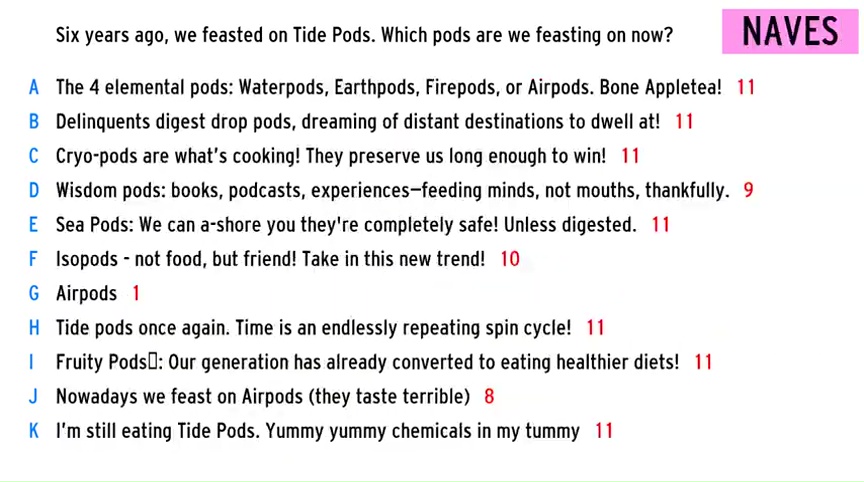 Six years ago, we feasted on Tide Pods. Which pods are we feasting on now?
NAVES
A The 4 elemental pods: Waterpods, Earthpods, Firepods, or Airpods. Bone Appletea! 11
B Delinquents digest drop pods, dreaming of distant destinations to dwell at! 11
C Cryo-pods are what's cooking! They preserve us long enough to win! 11
D Wisdom pods: books, podcasts, experiences—feeding minds, not mouths, thankfully. 9
E Sea Pods: We can a-shore you they're completely safe! Unless digested. 11
F Isopods - not food, but friend! Take in this new trend! 10
G Airpods 1
H Tide pods once again. Time is an endlessly repeating spin cycle! 11
I Fruity Pods▯: Our generation has already converted to eating healthier diets! 11
J Nowadays we feast on Airpods (they taste terrible) 8
K I'm still eating Tide Pods. Yummy yummy chemicals in my tummy 11